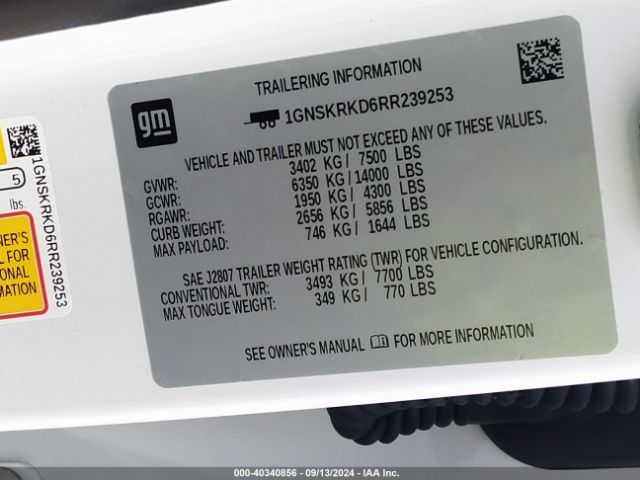 TRAILERING INFORMATION
gm
1GNSKRKD6RR239253
VEHICLE AND TRAILER MUST NOT EXCEED ANY OF THESE VALUES.
GVWR: 3402 KG/ 7500 LBS
GCWR: 6350 KG/14000 LBS
RGAWR: 1950 KG/ 4300 LBS
CURB WEIGHT: 2656 KG/ 5856 LBS
MAX PAYLOAD: 746 KG/ 1644 LBS
SAE J2807 TRAILER WEIGHT RATING (TWR) FOR VEHICLE CONFIGURATION.
CONVENTIONAL TWR: 3493 KG/ 7700 LBS
MAX TONGUE WEIGHT: 349 KG/ 770 LBS
SEE OWNER'S MANUAL FOR MORE INFORMATION
1GNSKRKD6RR239253
5
lbs.
FOR
MATION
000-40340856 - 09/13/2024 - IAA Inc.